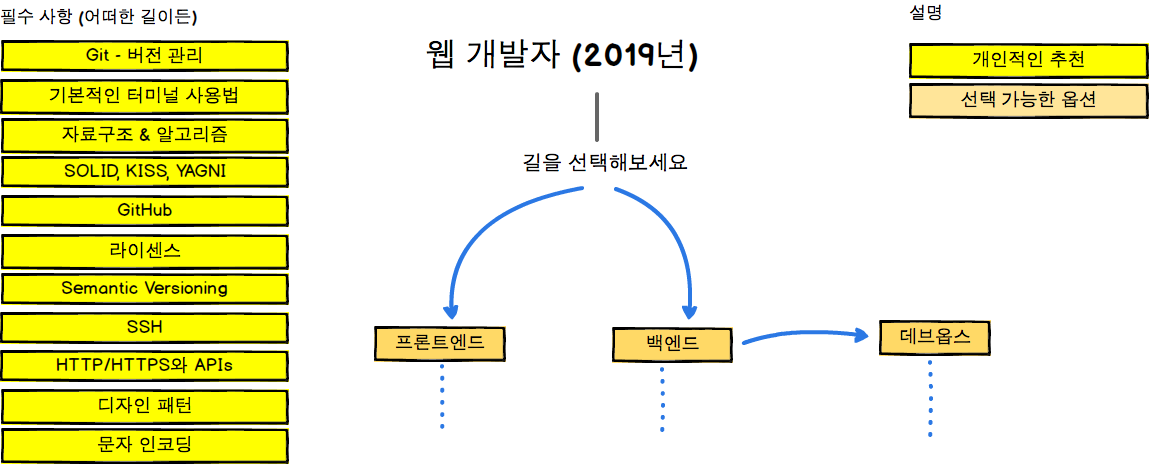 필수 사항 (어떠한 길이든)
Git - 버전 관리
기본적인 터미널 사용법
자료구조 & 알고리즘
SOLID, KISS, YAGNI
GitHub
라이센스
Semantic Versioning
SSH
HTTP/HTTPS와 APIs
디자인 패턴
문자 인코딩
웹 개발자 (2019년)
길을 선택해보세요
프론트엔드
백엔드
데브옵스
설명
개인적인 추천
선택 가능한 옵션